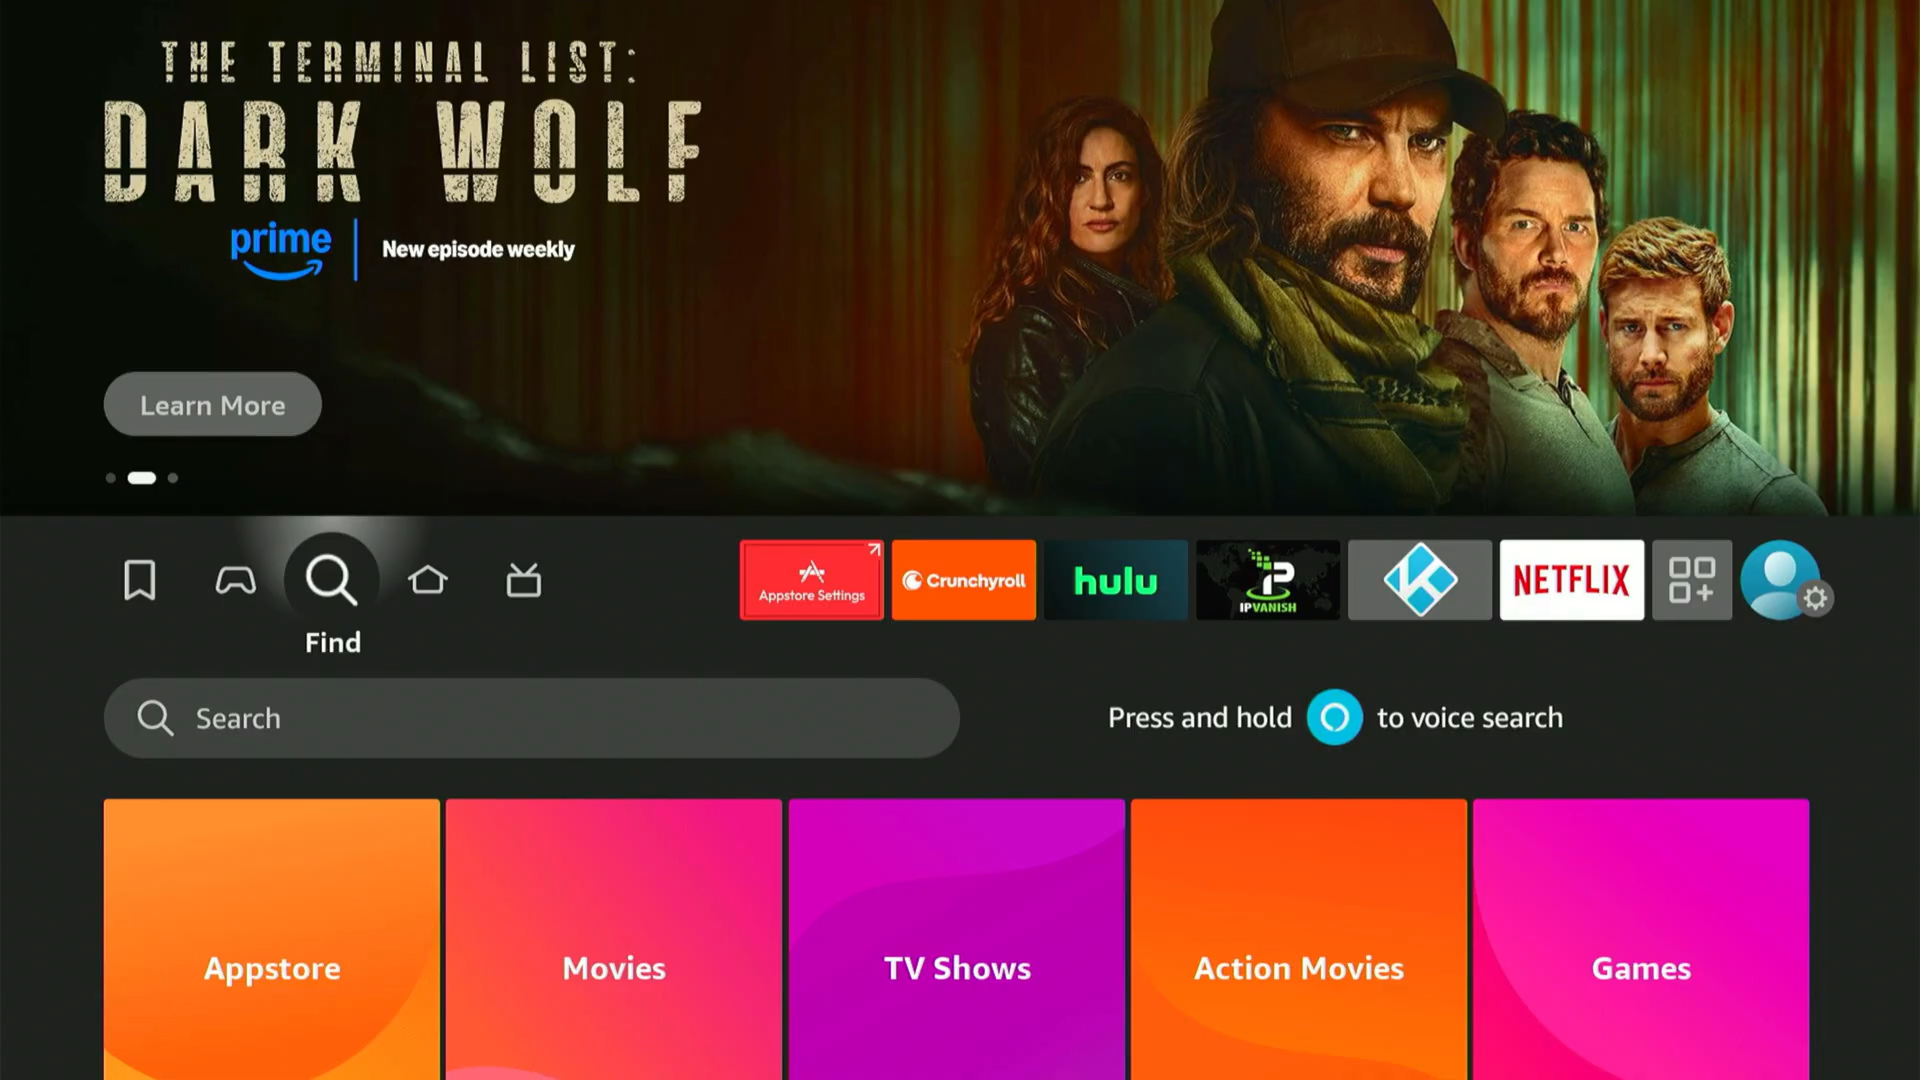 THE TERMINAL LIST:
DARK WOLF
prime
New episode weekly
Learn More
Appstore Settings
Crunchyroll
hulu
IPVANISH
NETFLIX
Find
Search
Press and hold to voice search
Appstore
Movies
TV Shows
Action Movies
Games